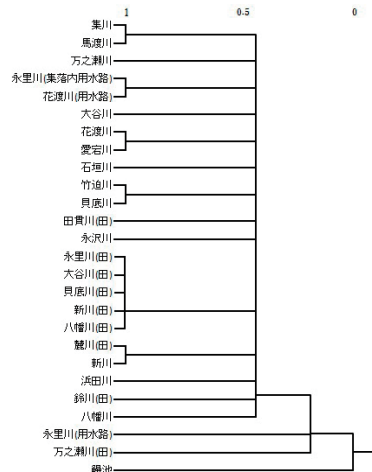 1 0.5 0
集川
馬渡川
万之瀬川
永里川(集落内用水路)
花渡川(用水路)
大谷川
花渡川
愛宕川
石垣川
竹迫川
貝底川
田貫川(田)
永沢川
永里川(田)
大谷川(田)
貝底川(田)
新川(田)
八幡川(田)
麓川(田)
新川
浜田川
鈴川(田)
八幡川
永里川(用水路)
万之瀬川(田)
鰻池